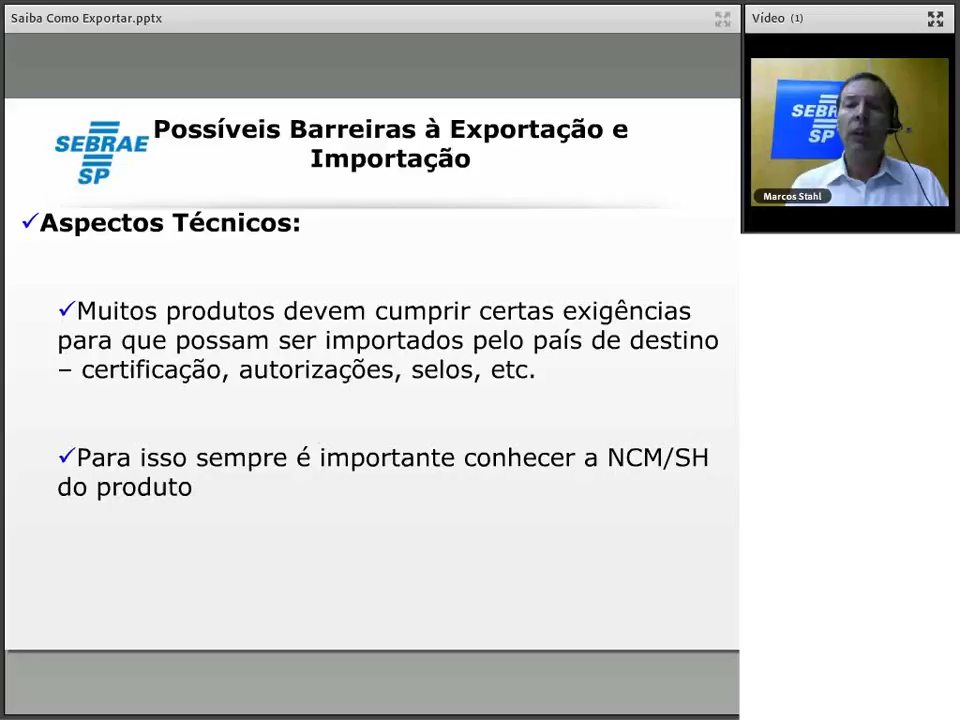 Saiba Como Exportar.pptx
Vídeo (1)
SEBRAE
SP
Possíveis Barreiras à Exportação e
Importação
SEBRAE
SP
Marcos Stahl
✓Aspectos Técnicos:
✓Muitos produtos devem cumprir certas exigências
para que possam ser importados pelo país de destino
– certificação, autorizações, selos, etc.
✓Para isso sempre é importante conhecer a NCM/SH
do produto